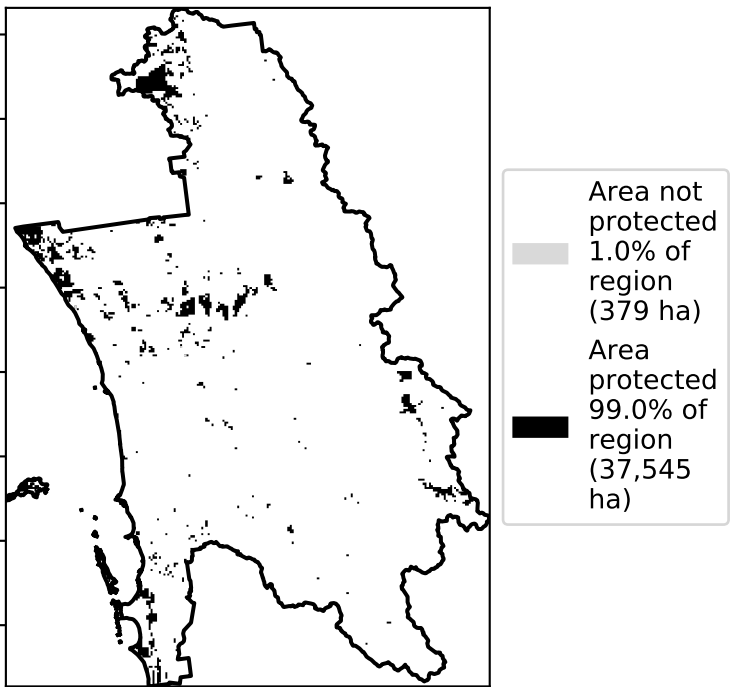 Area not
protected
1.0% of
region
(379 ha)
Area
protected
99.0% of
region
(37,545
ha)